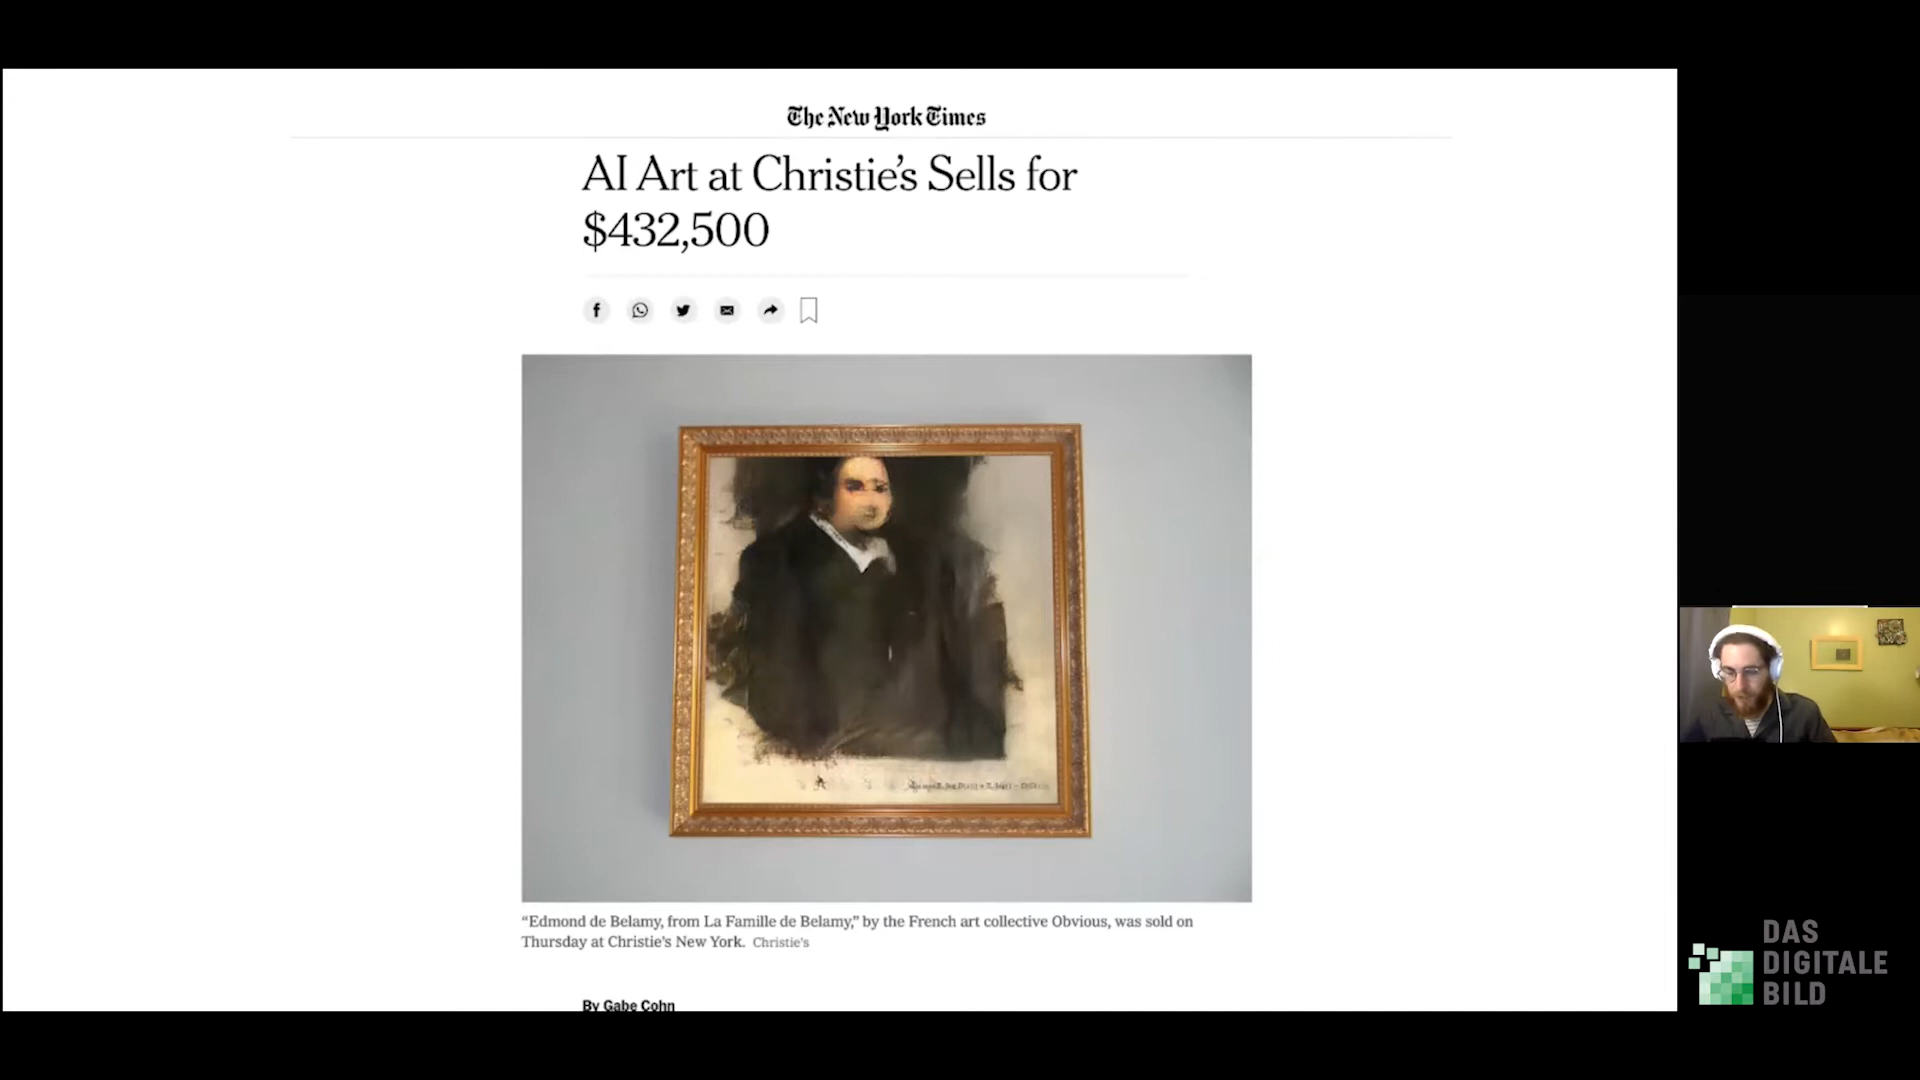 The New York Times
AI Art at Christie's Sells for
$432,500
"Edmond de Belamy, from La Famille de Belamy," by the French art collective Obvious, was sold on
Thursday at Christie's New York. Christie's
By Gabe Cohn
DAS
DIGITALE
BILD